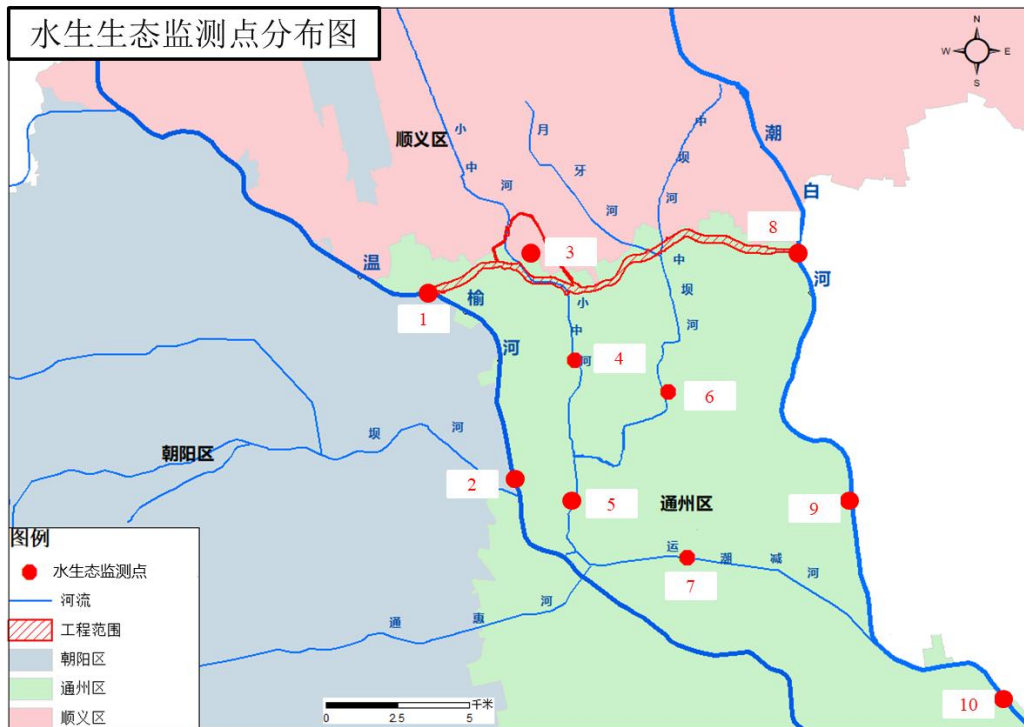 水生生态监测点分布图
N
W
E
S
顺义区
小中河
月牙河
中坝河
潮白河
温榆河
小中河
中坝河
坝河
朝阳区
通州区
运潮减河
通惠河
1
2
3
4
5
6
7
8
9
10
图例
水生态监测点
河流
工程范围
朝阳区
通州区
顺义区
千米
0
2.5
5